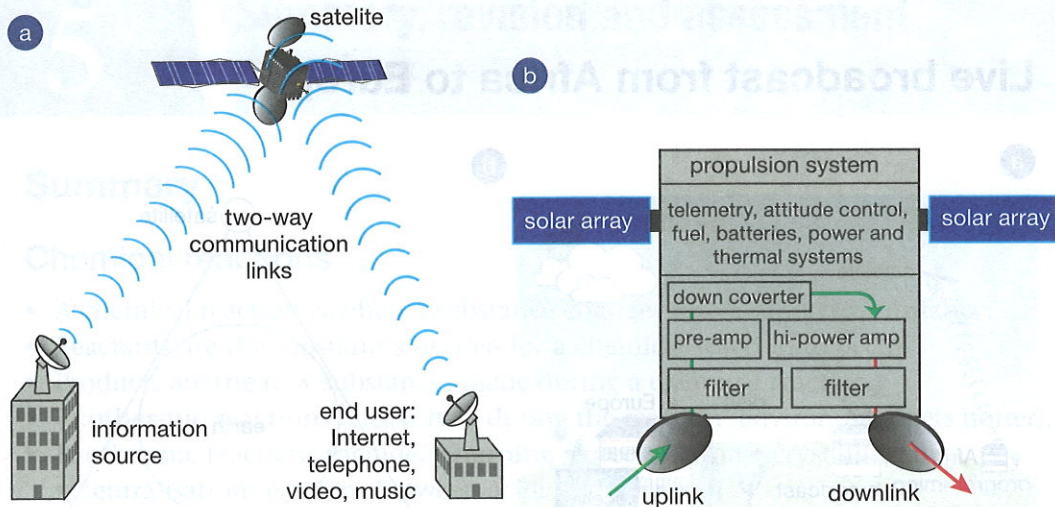 a
satelite
two-way
communication
links
information
source
end user:
Internet,
telephone,
video, music
b
propulsion system
solar array
telemetry, attitude control,
fuel, batteries, power and
thermal systems
solar array
down coverter
pre-amp
hi-power amp
filter
filter
uplink
downlink